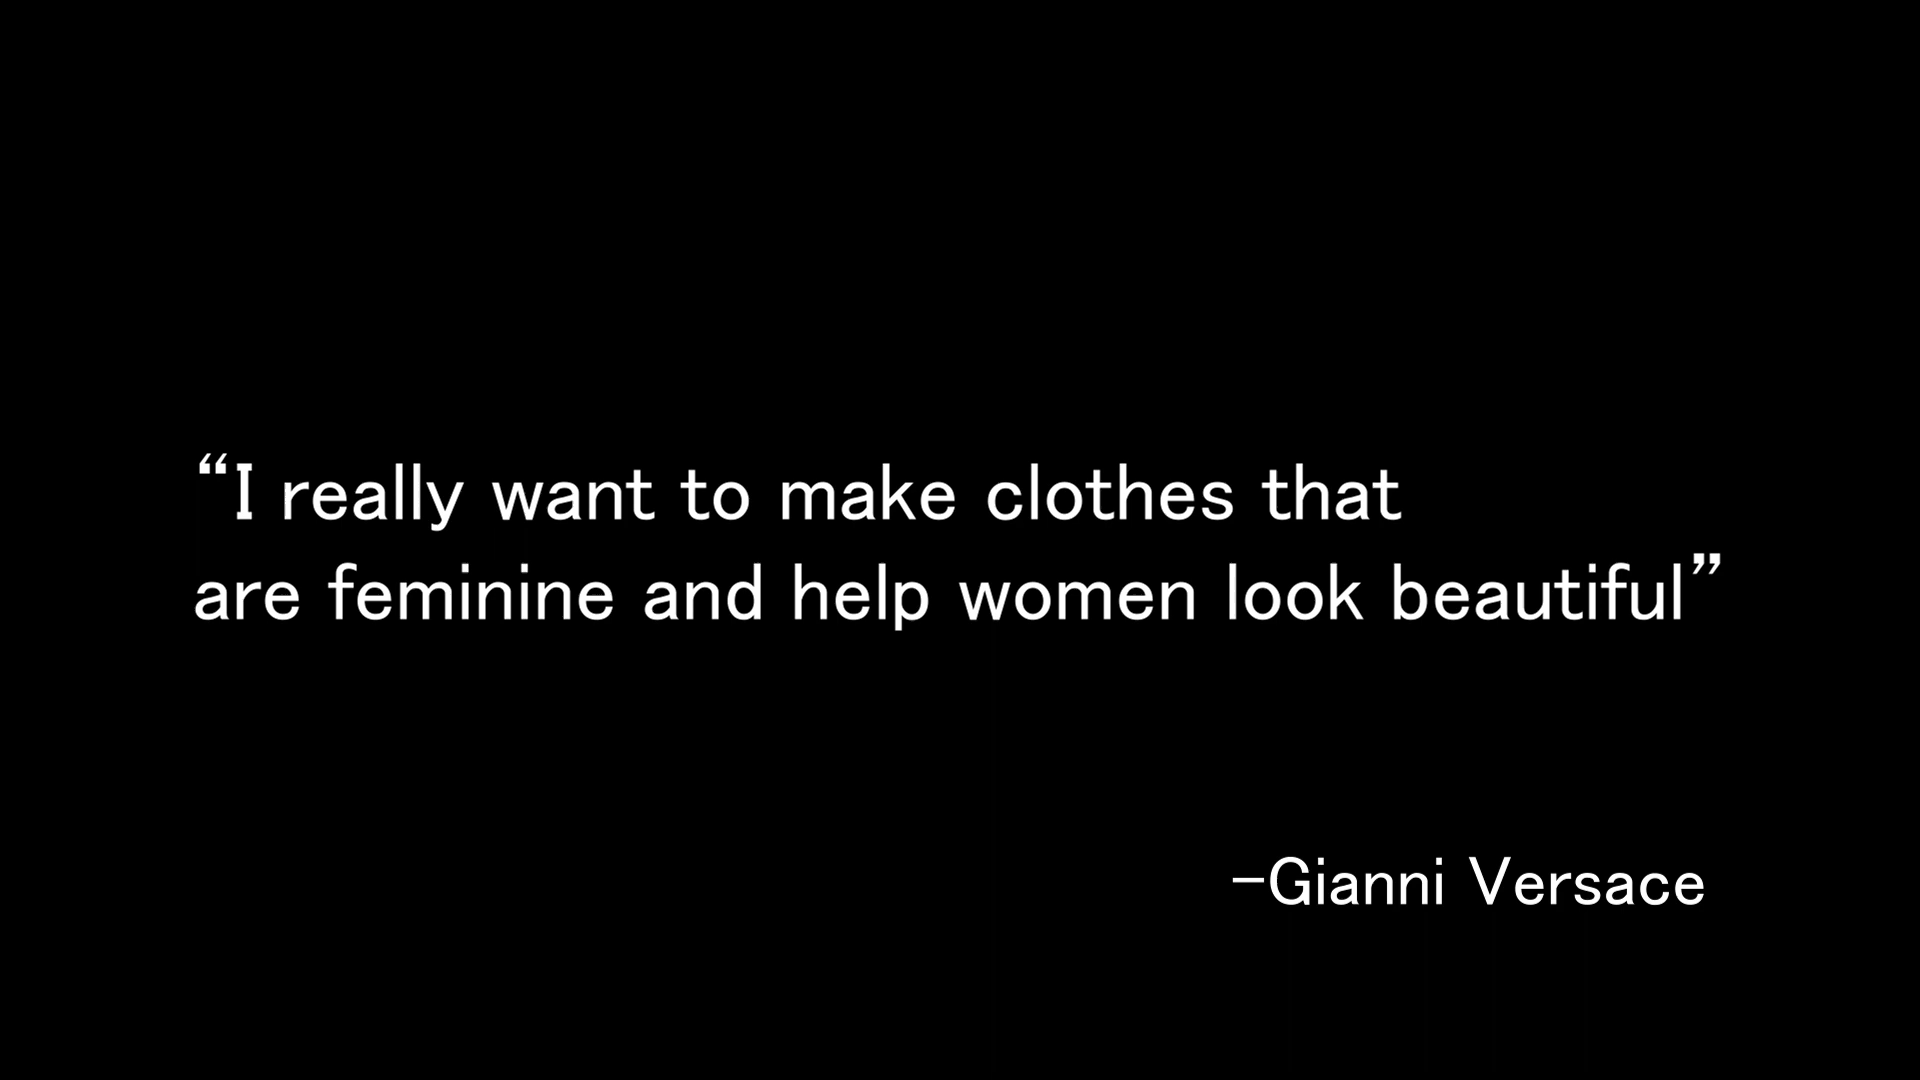 “I really want to make clothes that
are feminine and help women look beautiful”
–Gianni Versace